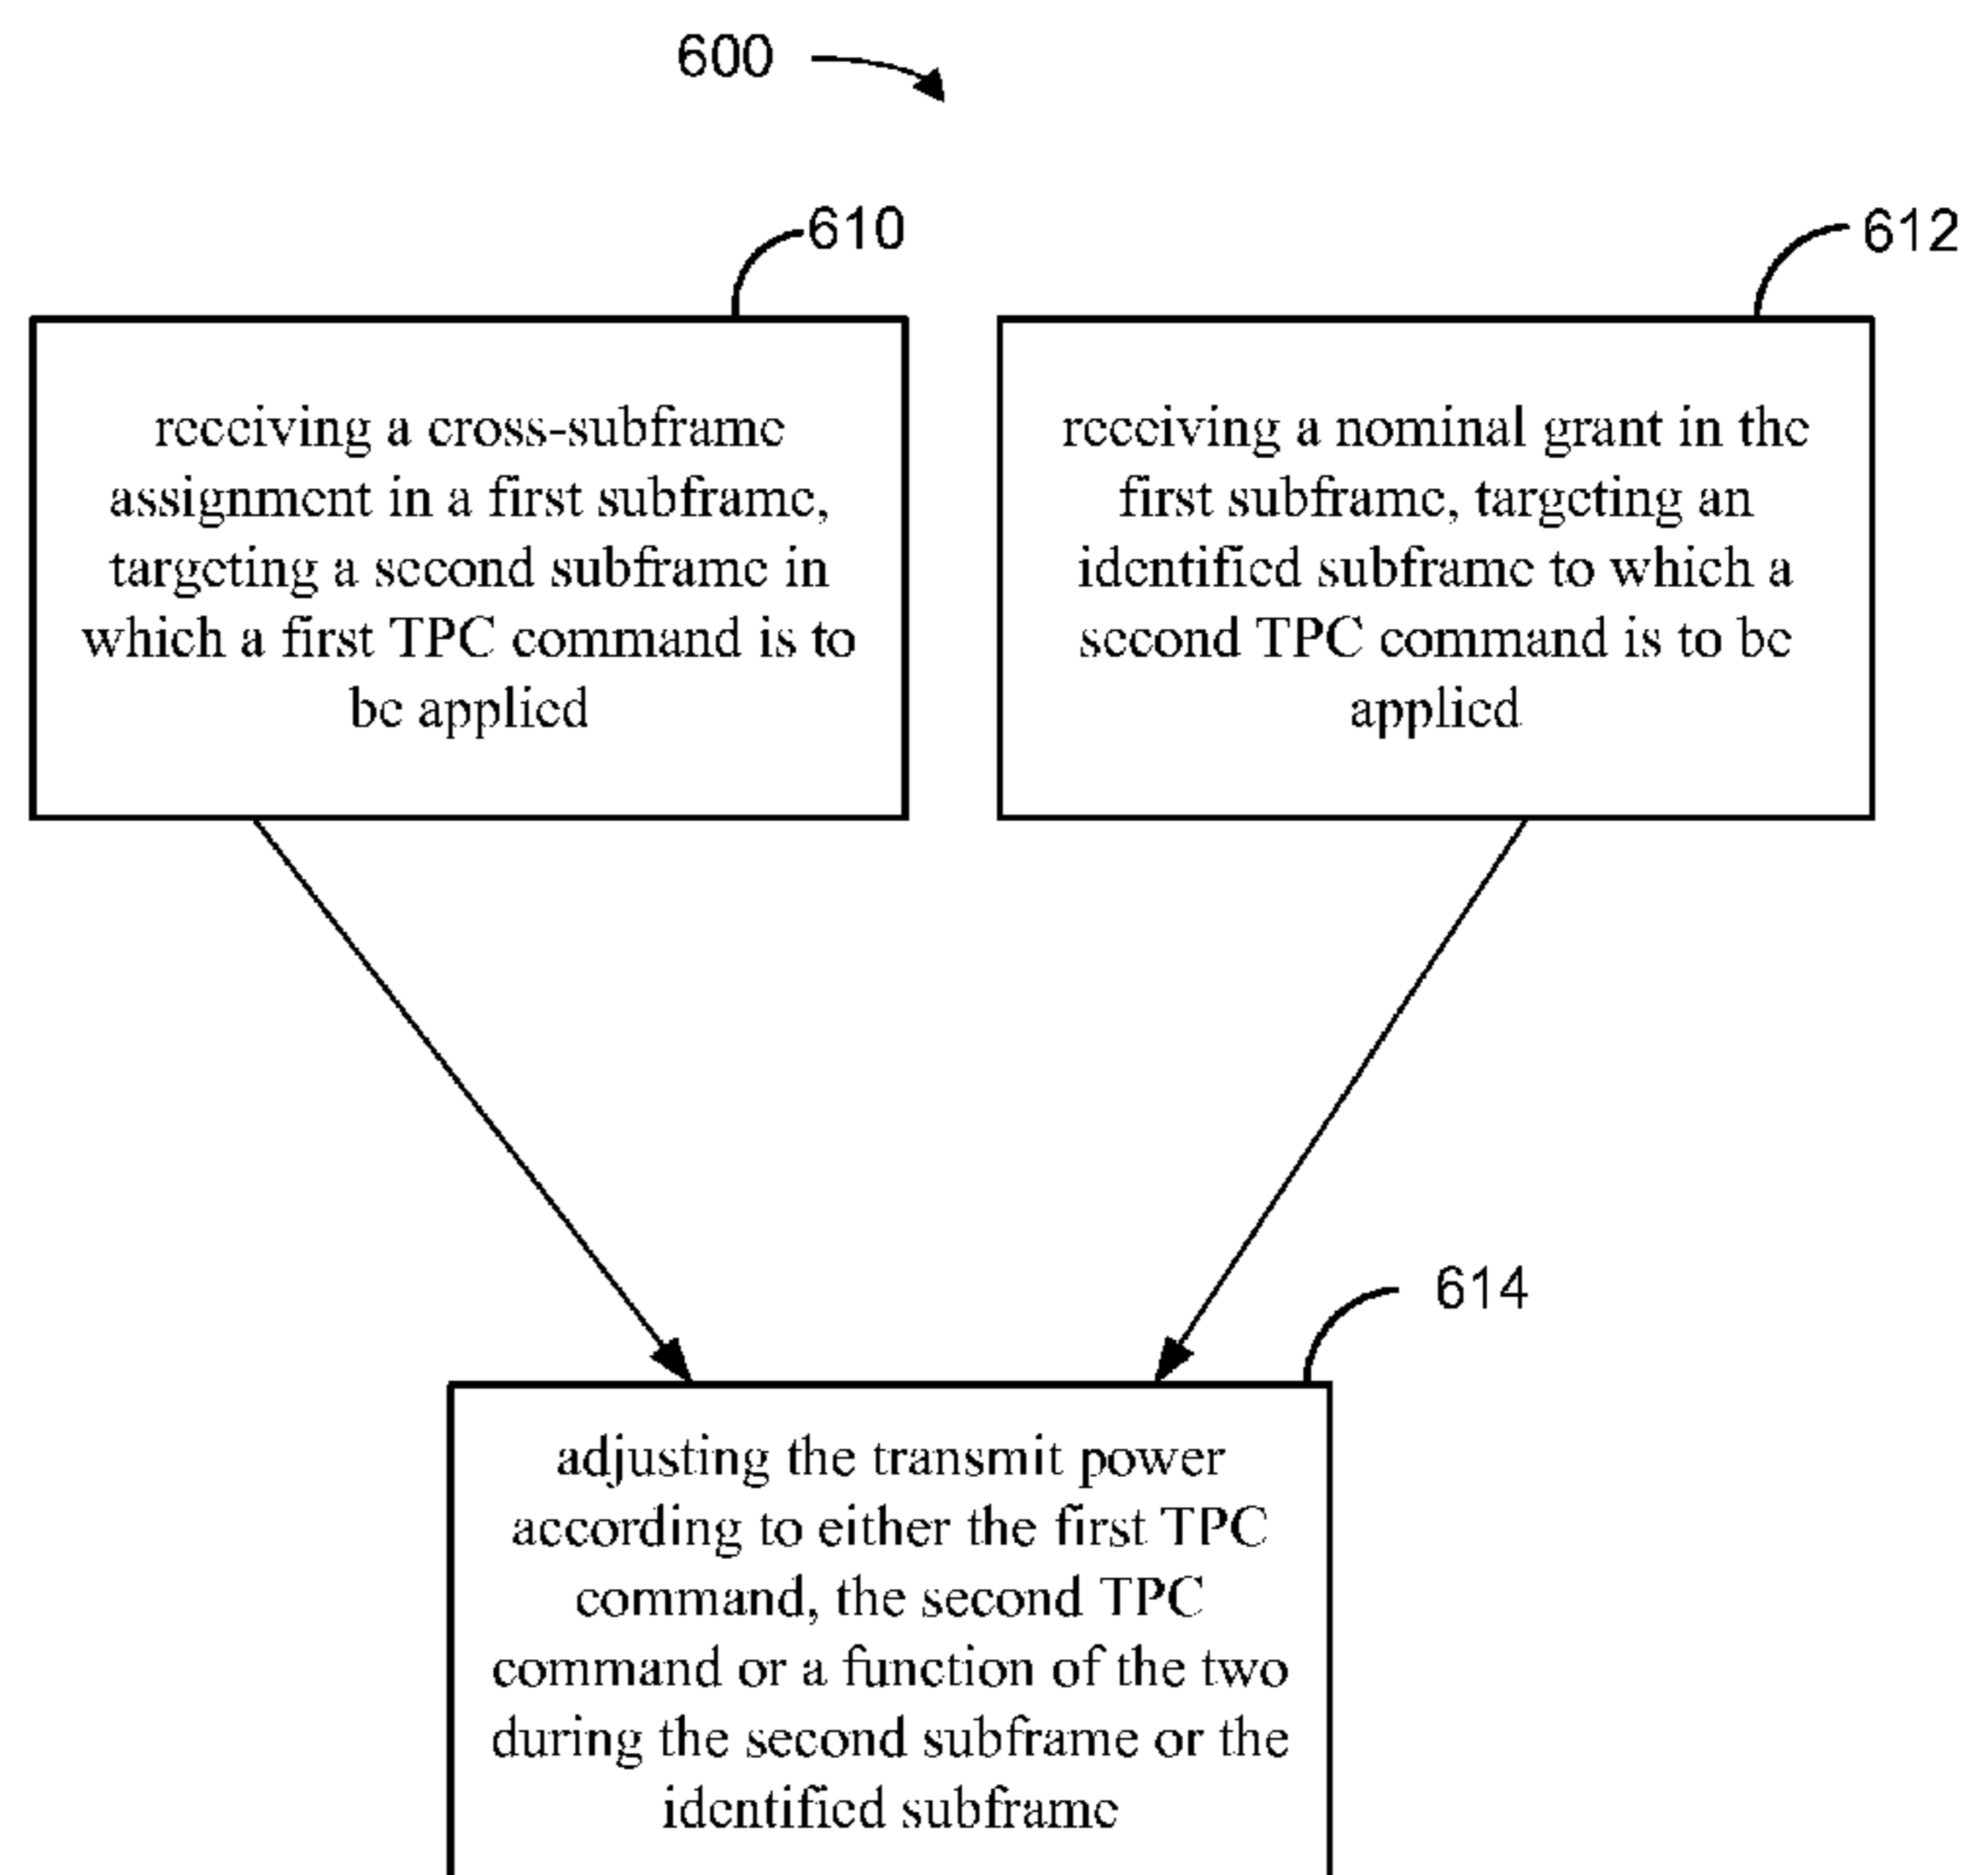 600
610
612
receiving a cross-subframe
assignment in a first subframe,
targeting a second subframe in
which a first TPC command is to
be applied
receiving a nominal grant in the
first subframe, targeting an
identified subframe to which a
second TPC command is to be
applied
614
adjusting the transmit power
according to either the first TPC
command, the second TPC
command or a function of the two
during the second subframe or the
identified subframe